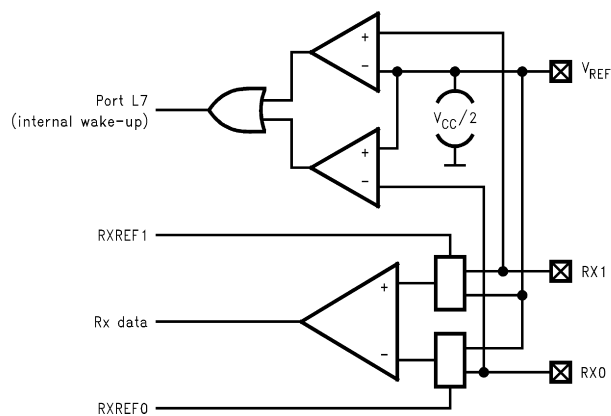 V_REF
Port L7
(internal wake-up)
V_CC/2
RXREF1
RX1
Rx data
RX0
RXREF0
+
−
+
−
+
−